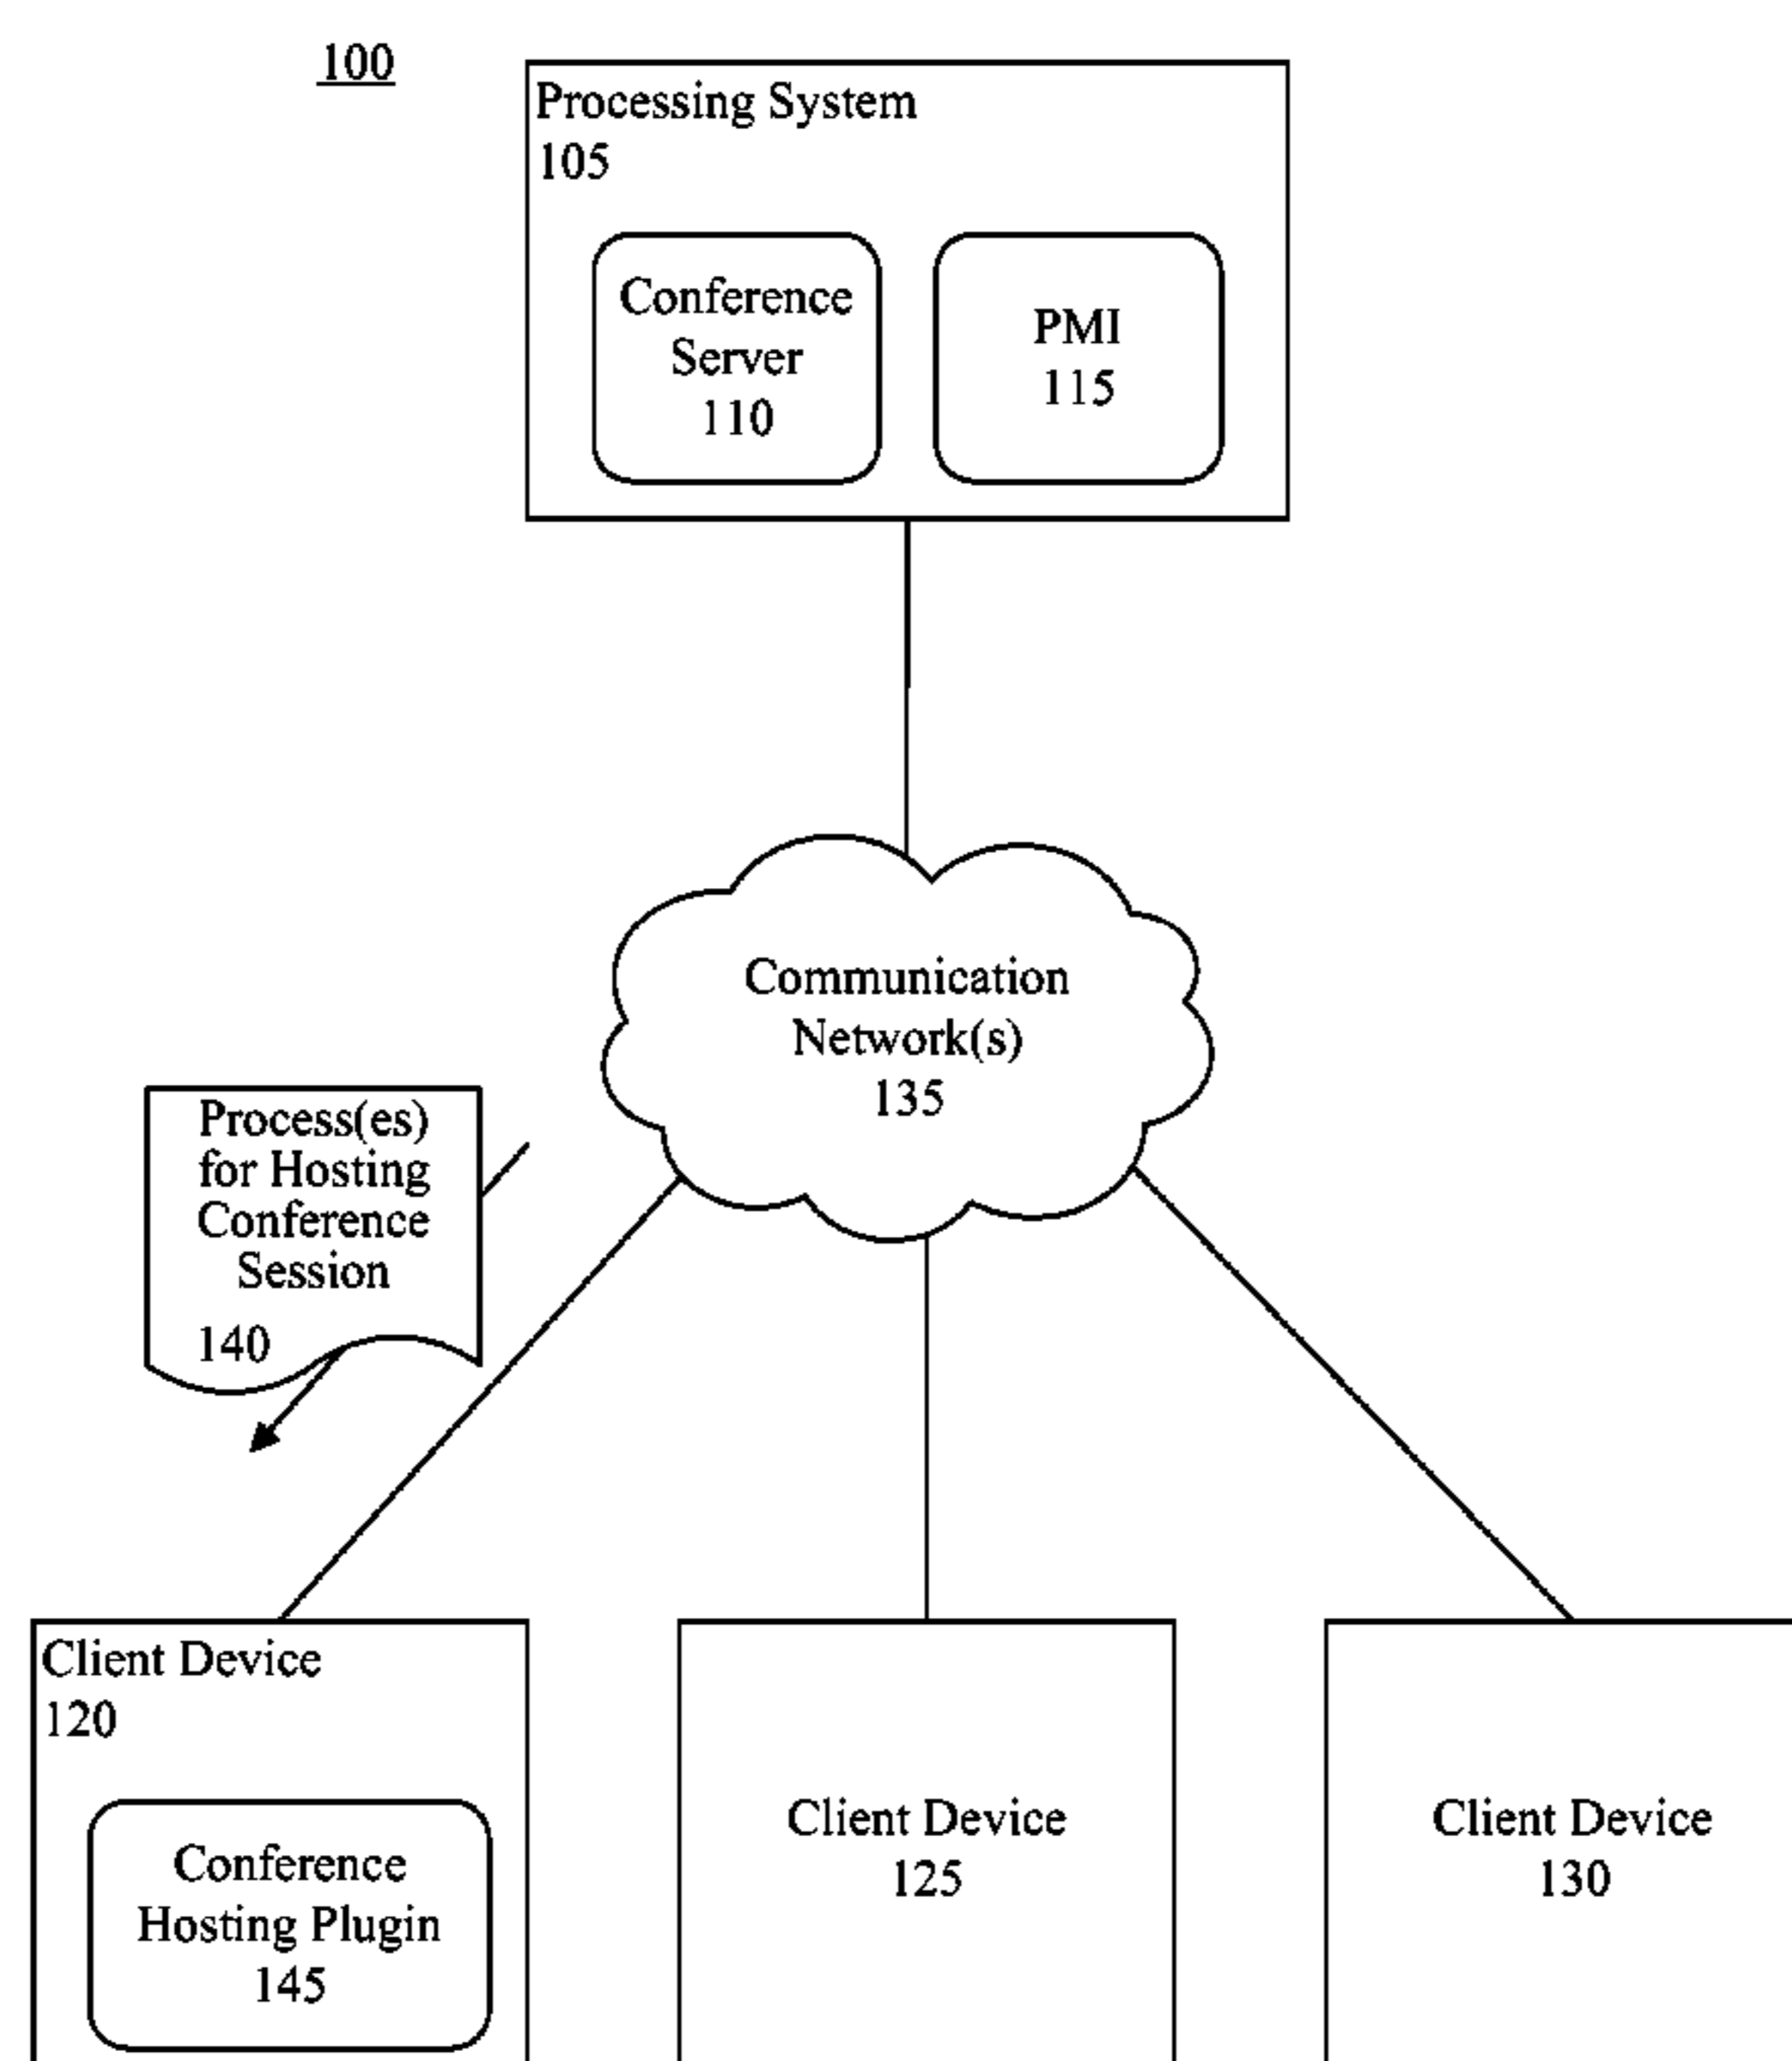 100
Processing System
105
Conference
Server
110
PMI
115
Communication
Network(s)
135
Process(es)
for Hosting
Conference
Session
140
Client Device
120
Conference
Hosting Plugin
145
Client Device
125
Client Device
130